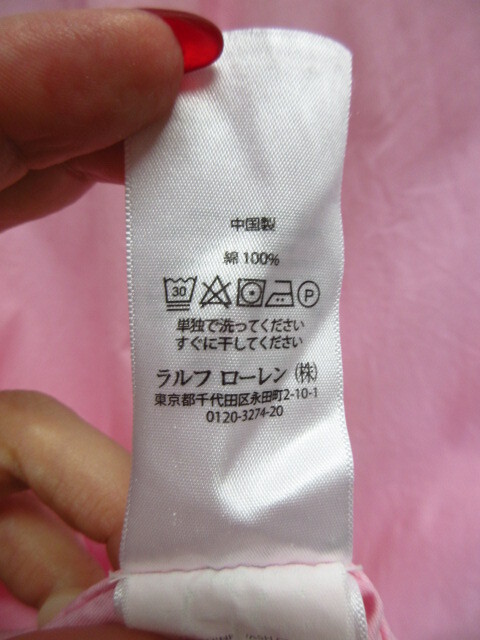 中国製
綿 100%
30 P
単独で洗ってください
すぐに干してください
ラルフ ローレン (株)
東京都千代田区永田町2-10-1
0120-3274-20